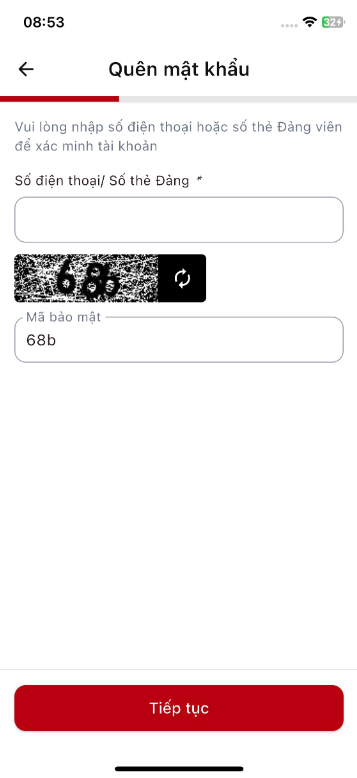 08:53
32
Quên mật khẩu
Vui lòng nhập số điện thoại hoặc số thẻ Đảng viên
để xác minh tài khoản
Số điện thoại/ Số thẻ Đảng *
68b
Mã bảo mật
68b
Tiếp tục